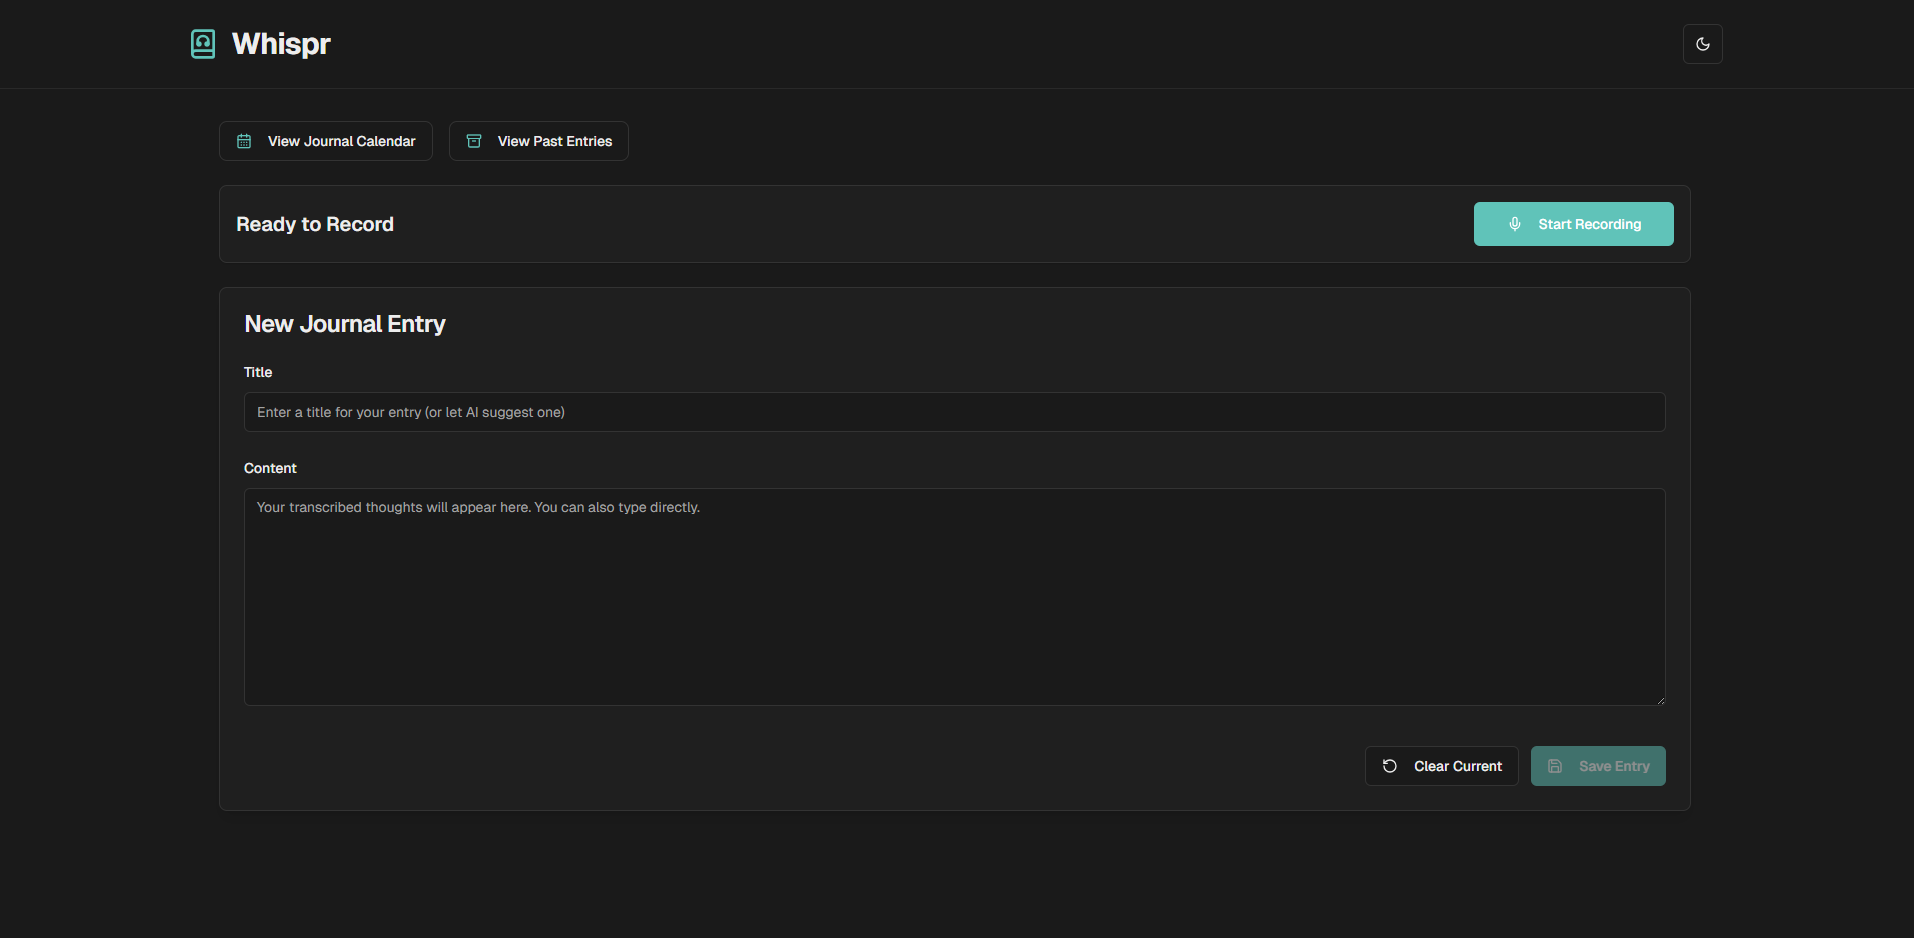 Whispr
View Journal Calendar
View Past Entries
Ready to Record
Start Recording
New Journal Entry
Title
Enter a title for your entry (or let AI suggest one)
Content
Your transcribed thoughts will appear here. You can also type directly.
Clear Current
Save Entry